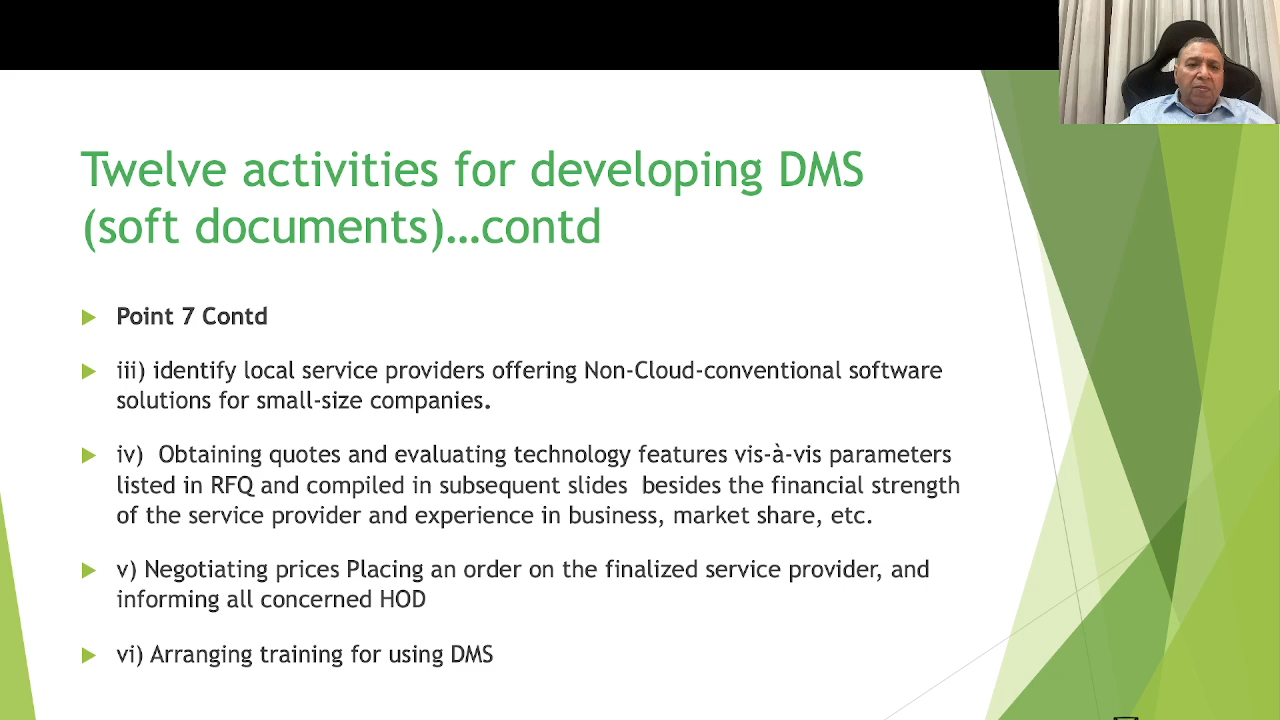 Twelve activities for developing DMS
(soft documents)...contd
Point 7 Contd
iii) identify local service providers offering Non-Cloud-conventional software
solutions for small-size companies.
iv)  Obtaining quotes and evaluating technology features vis-à-vis parameters
listed in RFQ and compiled in subsequent slides  besides the financial strength
of the service provider and experience in business, market share, etc.
v) Negotiating prices Placing an order on the finalized service provider, and
informing all concerned HOD
vi) Arranging training for using DMS